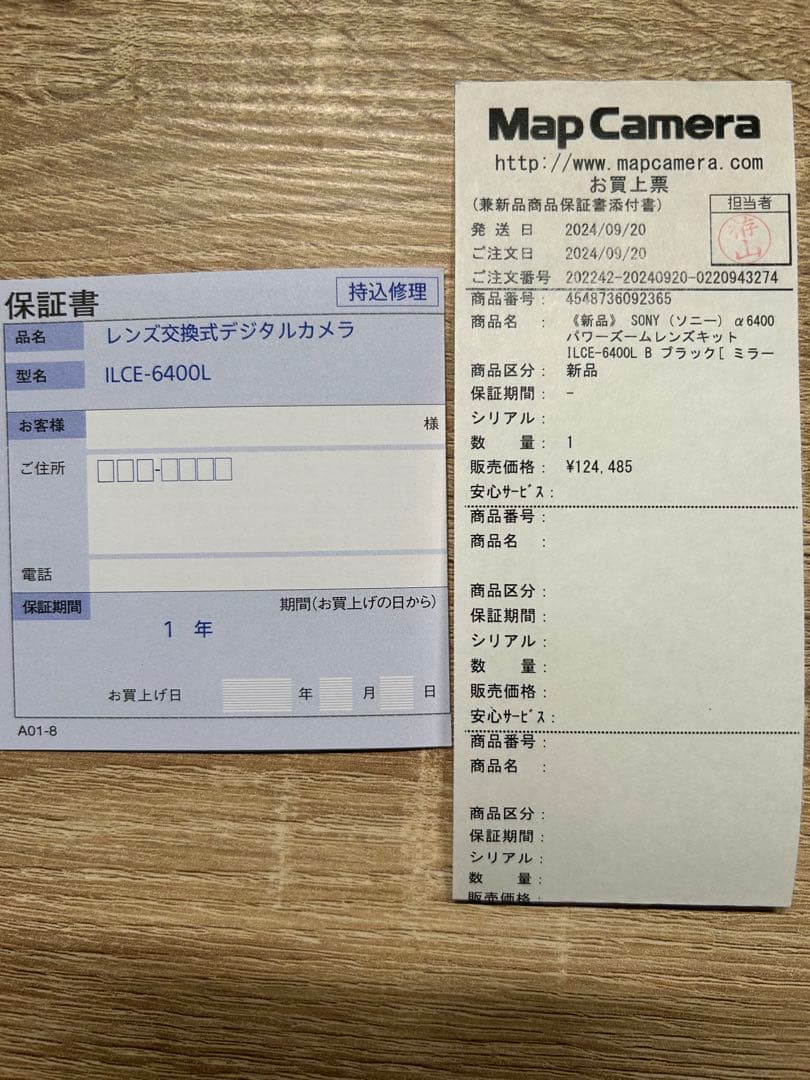 保証書
持込修理
品名 レンズ交換式デジタルカメラ
型名 ILCE-6400L
お客様 様
ご住所 □□□-□□□□
電話
保証期間 期間(お買上げの日から)
1 年
お買上げ日 年 月 日
A01-8
Map Camera
http://www.mapcamera.com
お買上票
(兼新品商品保証書添付書)
担当者
発送日 2024/09/20
ご注文日 2024/09/20
ご注文番号 202242-20240920-0220943274
商品番号: 4548736092365
商品名 : 《新品》 SONY (ソニー) α6400
パワーズームレンズキット
ILCE-6400L B ブラック[ ミラー
商品区分: 新品
保証期間: -
シリアル:
数 量: 1
販売価格: ¥124,485
安心サービス:
商品番号:
商品名 :
商品区分:
保証期間:
シリアル:
数 量:
販売価格:
安心サービス:
商品番号:
商品名 :
商品区分:
保証期間:
シリアル:
数 量:
販売価格: